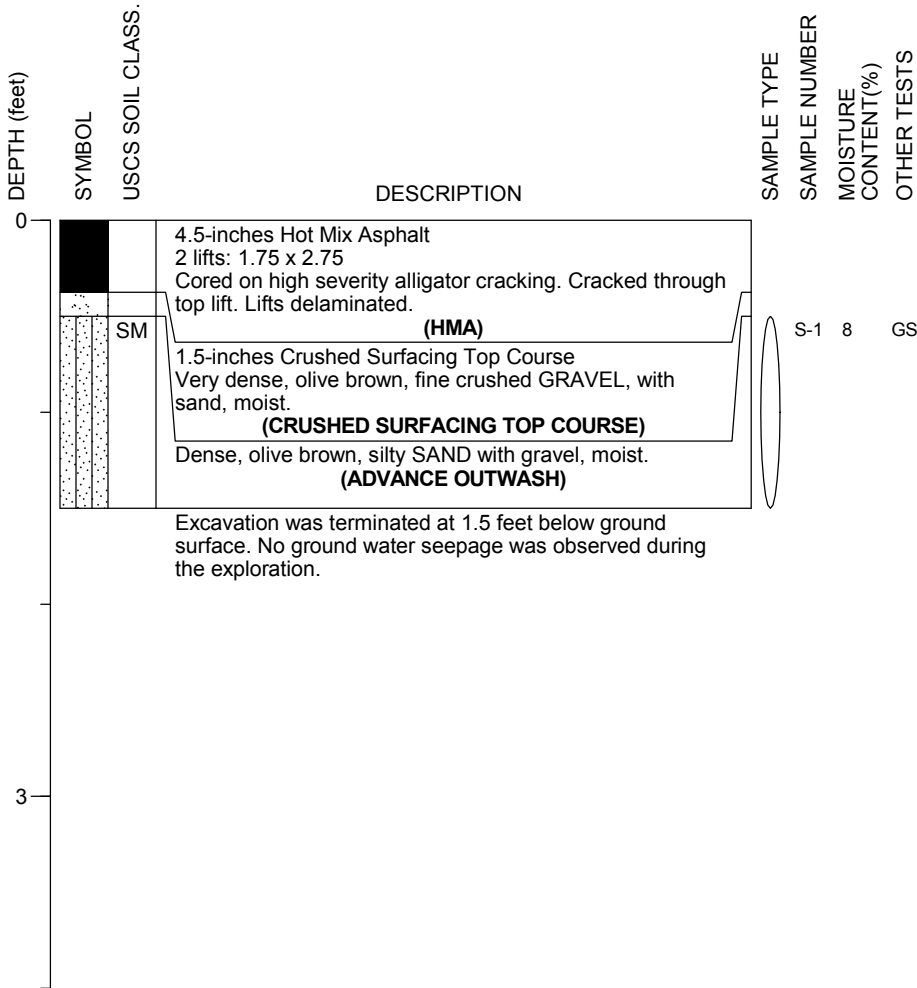 DEPTH (feet)
SYMBOL
USCS SOIL CLASS.
DESCRIPTION
SAMPLE TYPE
SAMPLE NUMBER
MOISTURE
CONTENT(%)
OTHER TESTS
0
4.5-inches Hot Mix Asphalt
2 lifts: 1.75 x 2.75
Cored on high severity alligator cracking. Cracked through
top lift. Lifts delaminated.
(HMA)
SM
S-1 8 GS
1.5-inches Crushed Surfacing Top Course
Very dense, olive brown, fine crushed GRAVEL, with
sand, moist.
(CRUSHED SURFACING TOP COURSE)
Dense, olive brown, silty SAND with gravel, moist.
(ADVANCE OUTWASH)
Excavation was terminated at 1.5 feet below ground
surface. No ground water seepage was observed during
the exploration.
3